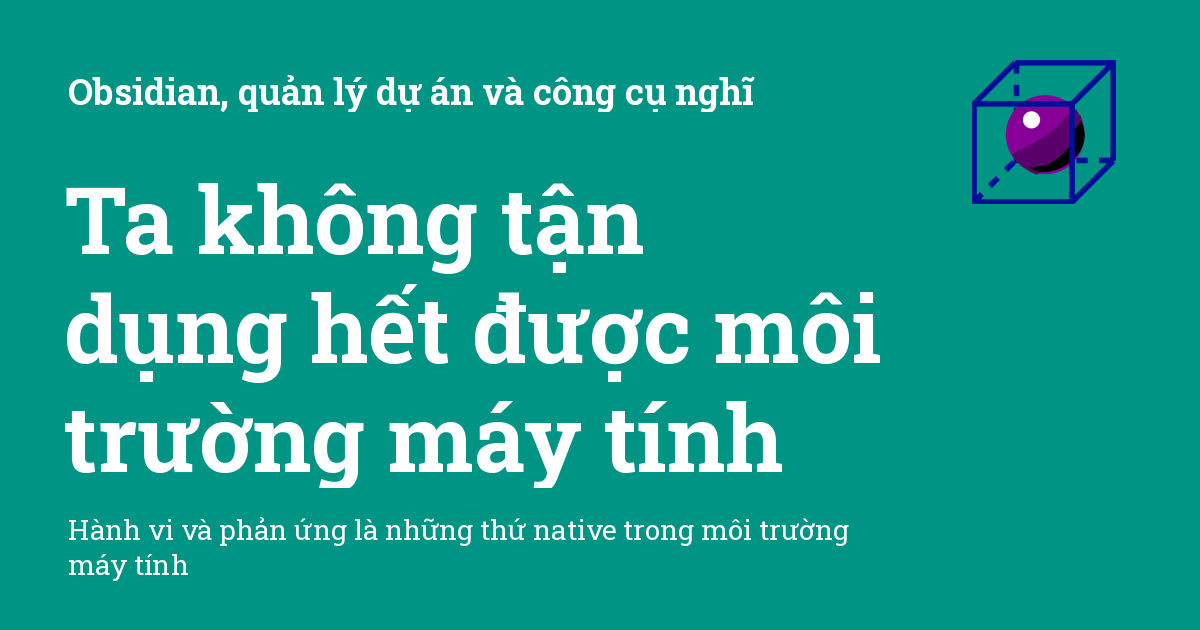 Obsidian, quản lý dự án và công cụ nghĩ
Ta không tận
dụng hết được môi
trường máy tính
Hành vi và phản ứng là những thứ native trong môi trường
máy tính